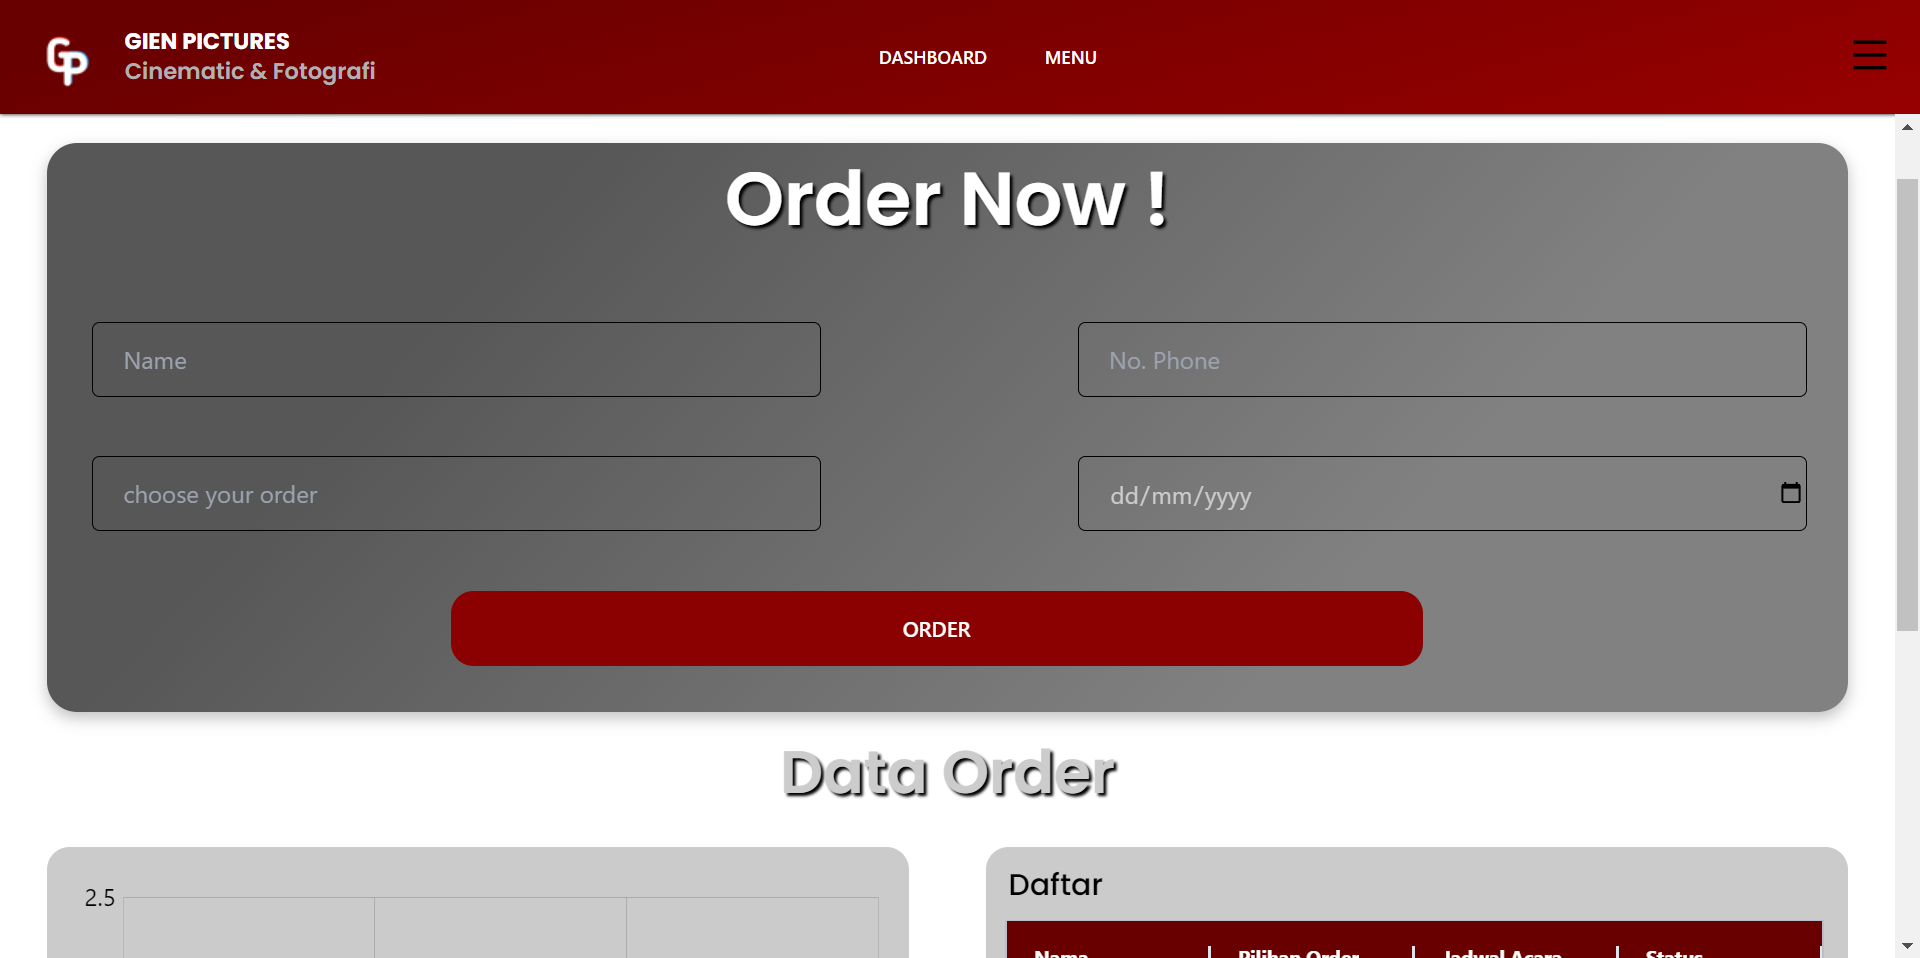 GP
GIEN PICTURES
Cinematic & Fotografi
DASHBOARD
MENU
Order Now !
Name
No. Phone
choose your order
dd/mm/yyyy
ORDER
Data Order
2.5
Daftar
Nama
Pilihan Order
Jadwal Acara
Status